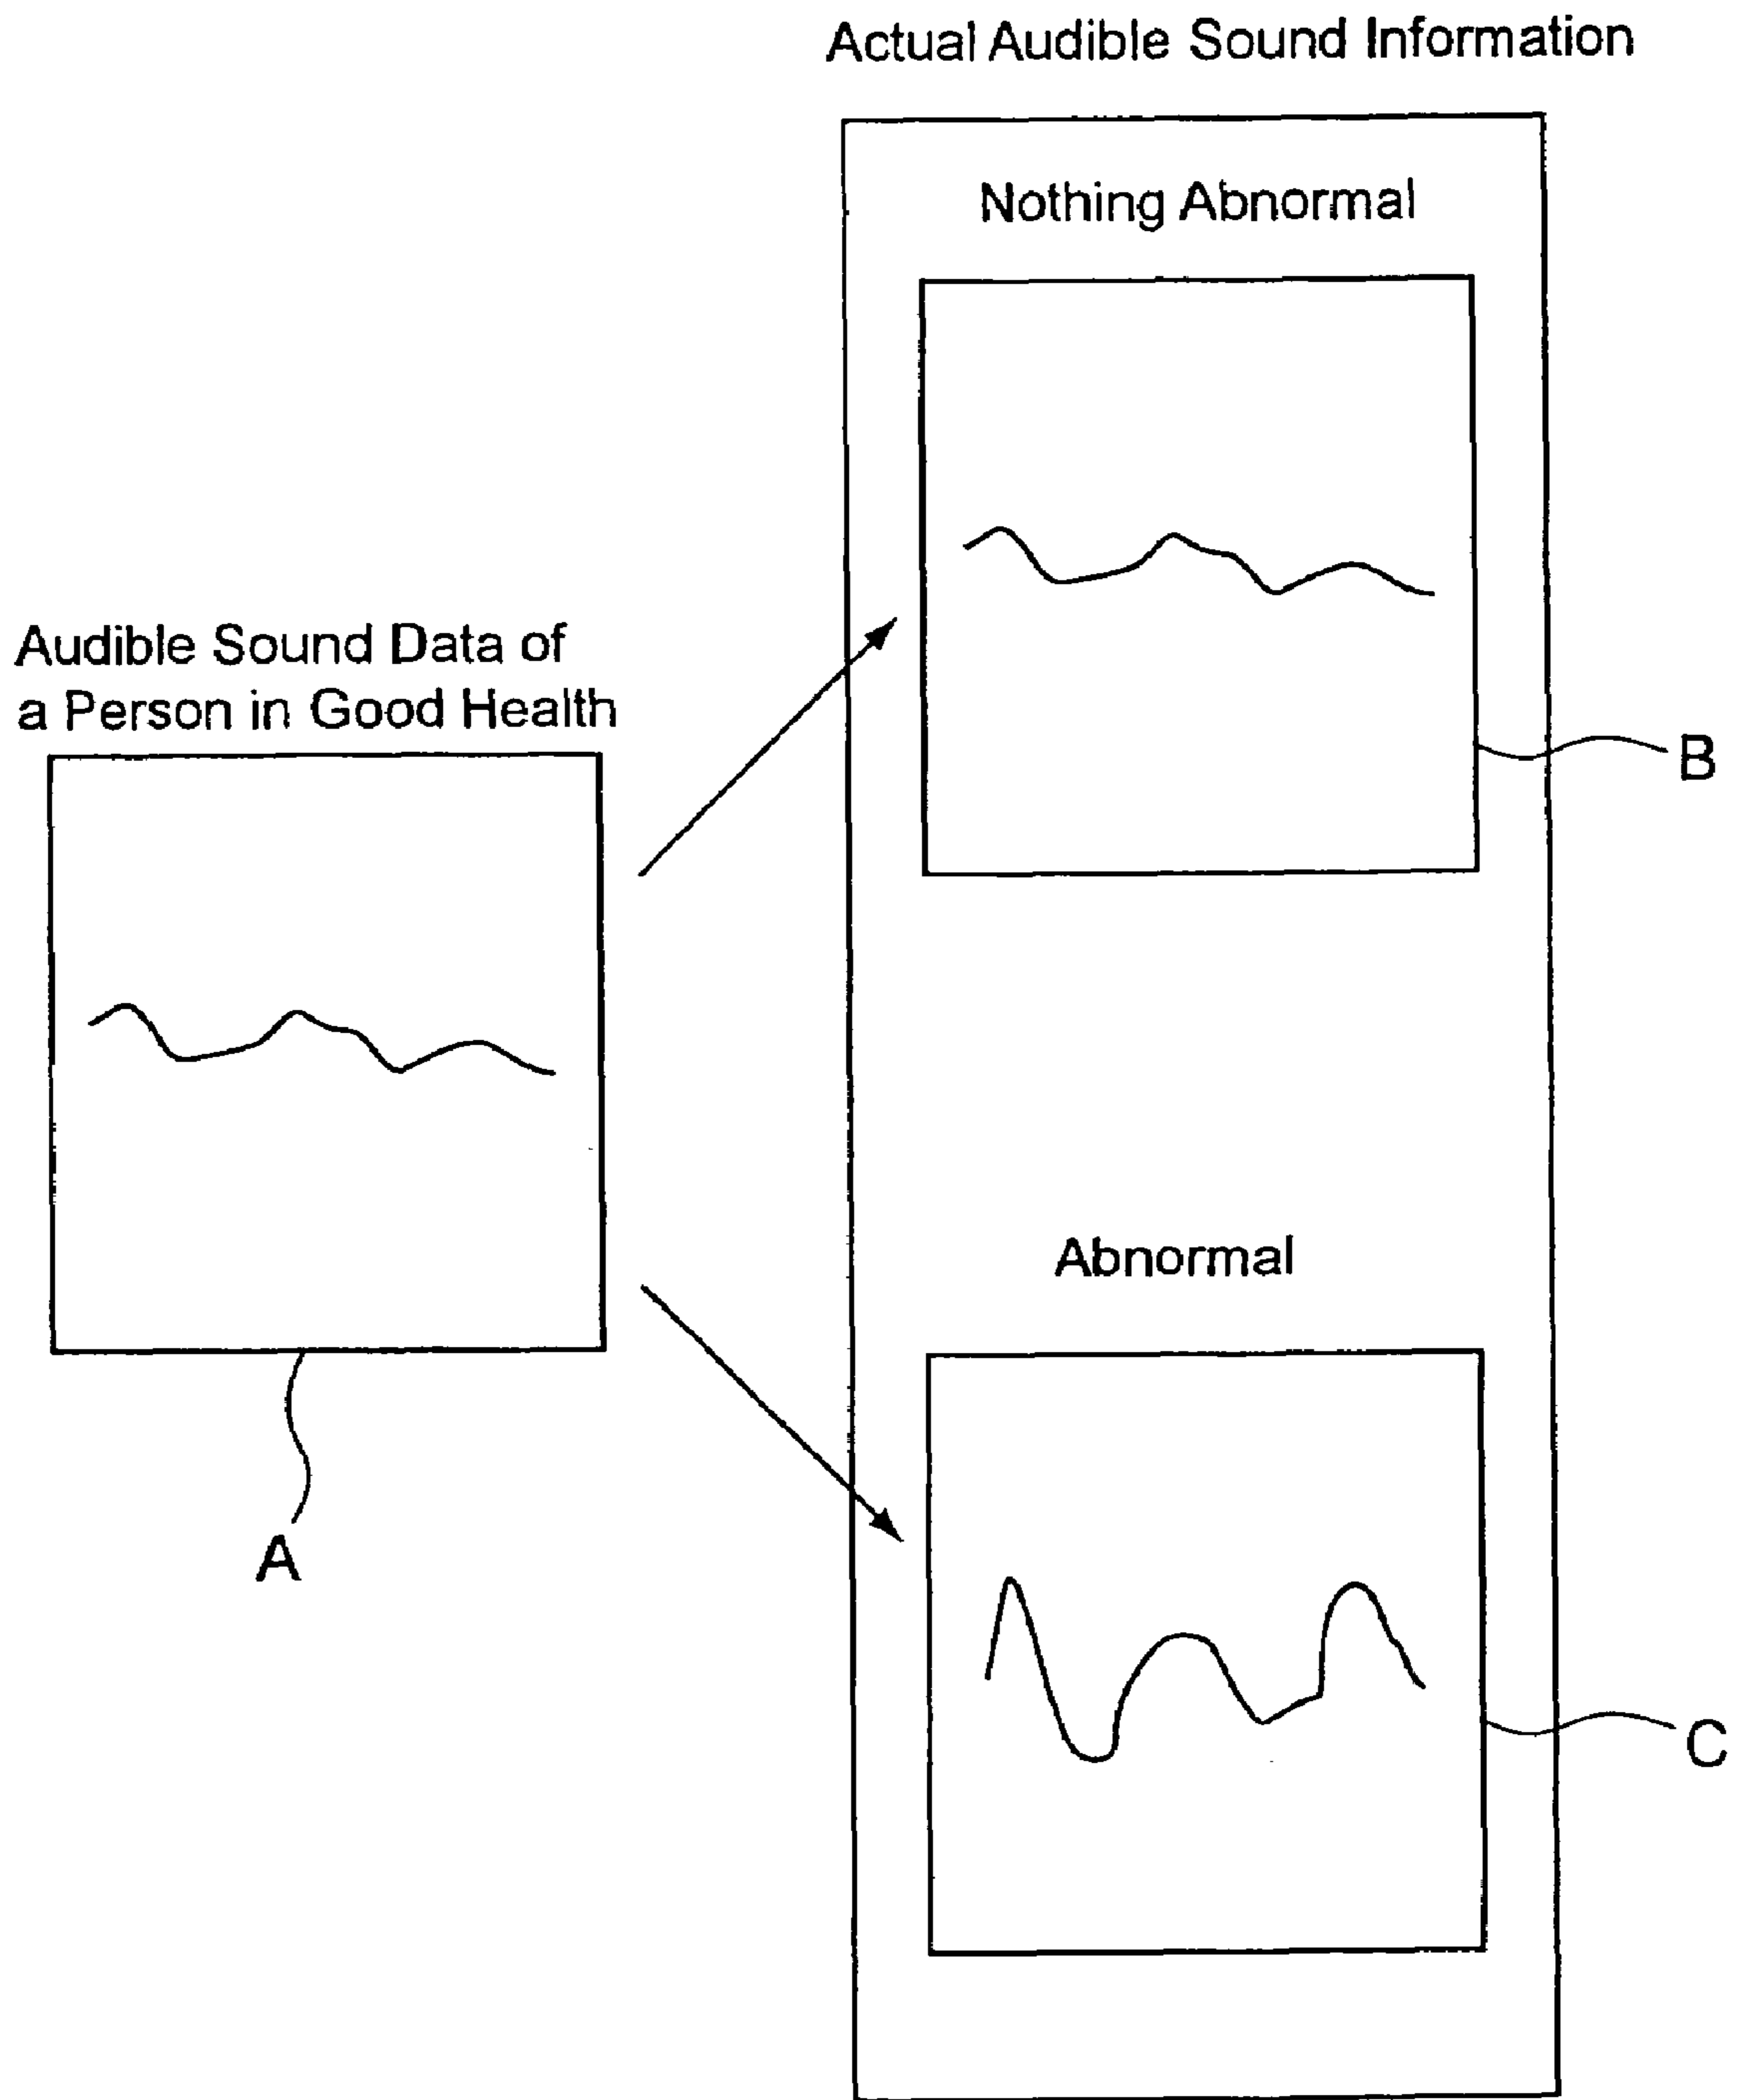 Actual Audible Sound Information
Nothing Abnormal
B
Audible Sound Data of
a Person in Good Health
A
Abnormal
C